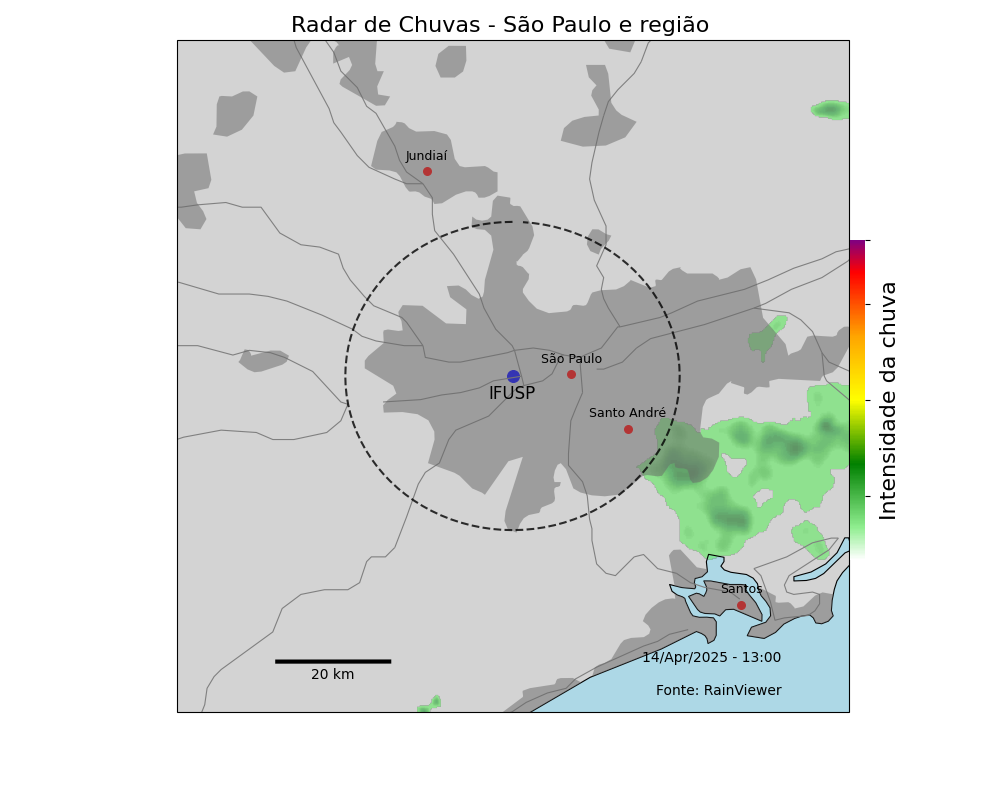 Radar de Chuvas - São Paulo e região
Jundiaí
São Paulo
IFUSP
Santo André
Intensidade da chuva
Santos
14/Apr/2025 - 13:00
20 km
Fonte: RainViewer